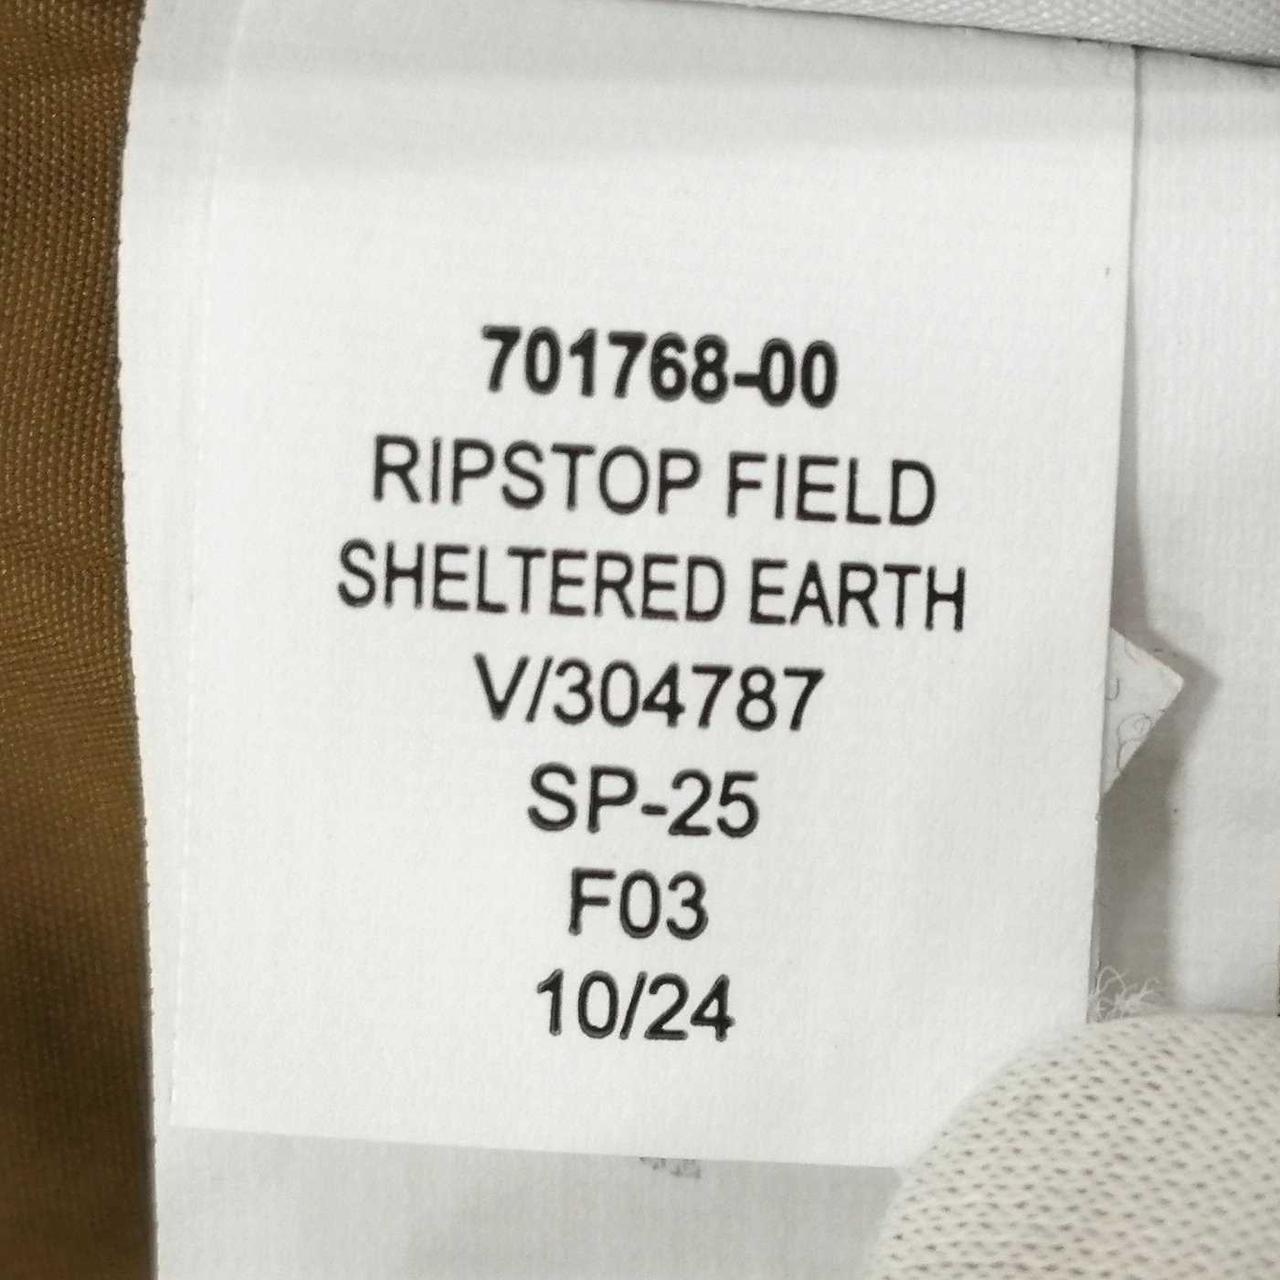 701768-00
RIPSTOP FIELD
SHELTERED EARTH
V/304787
SP-25
F03
10/24